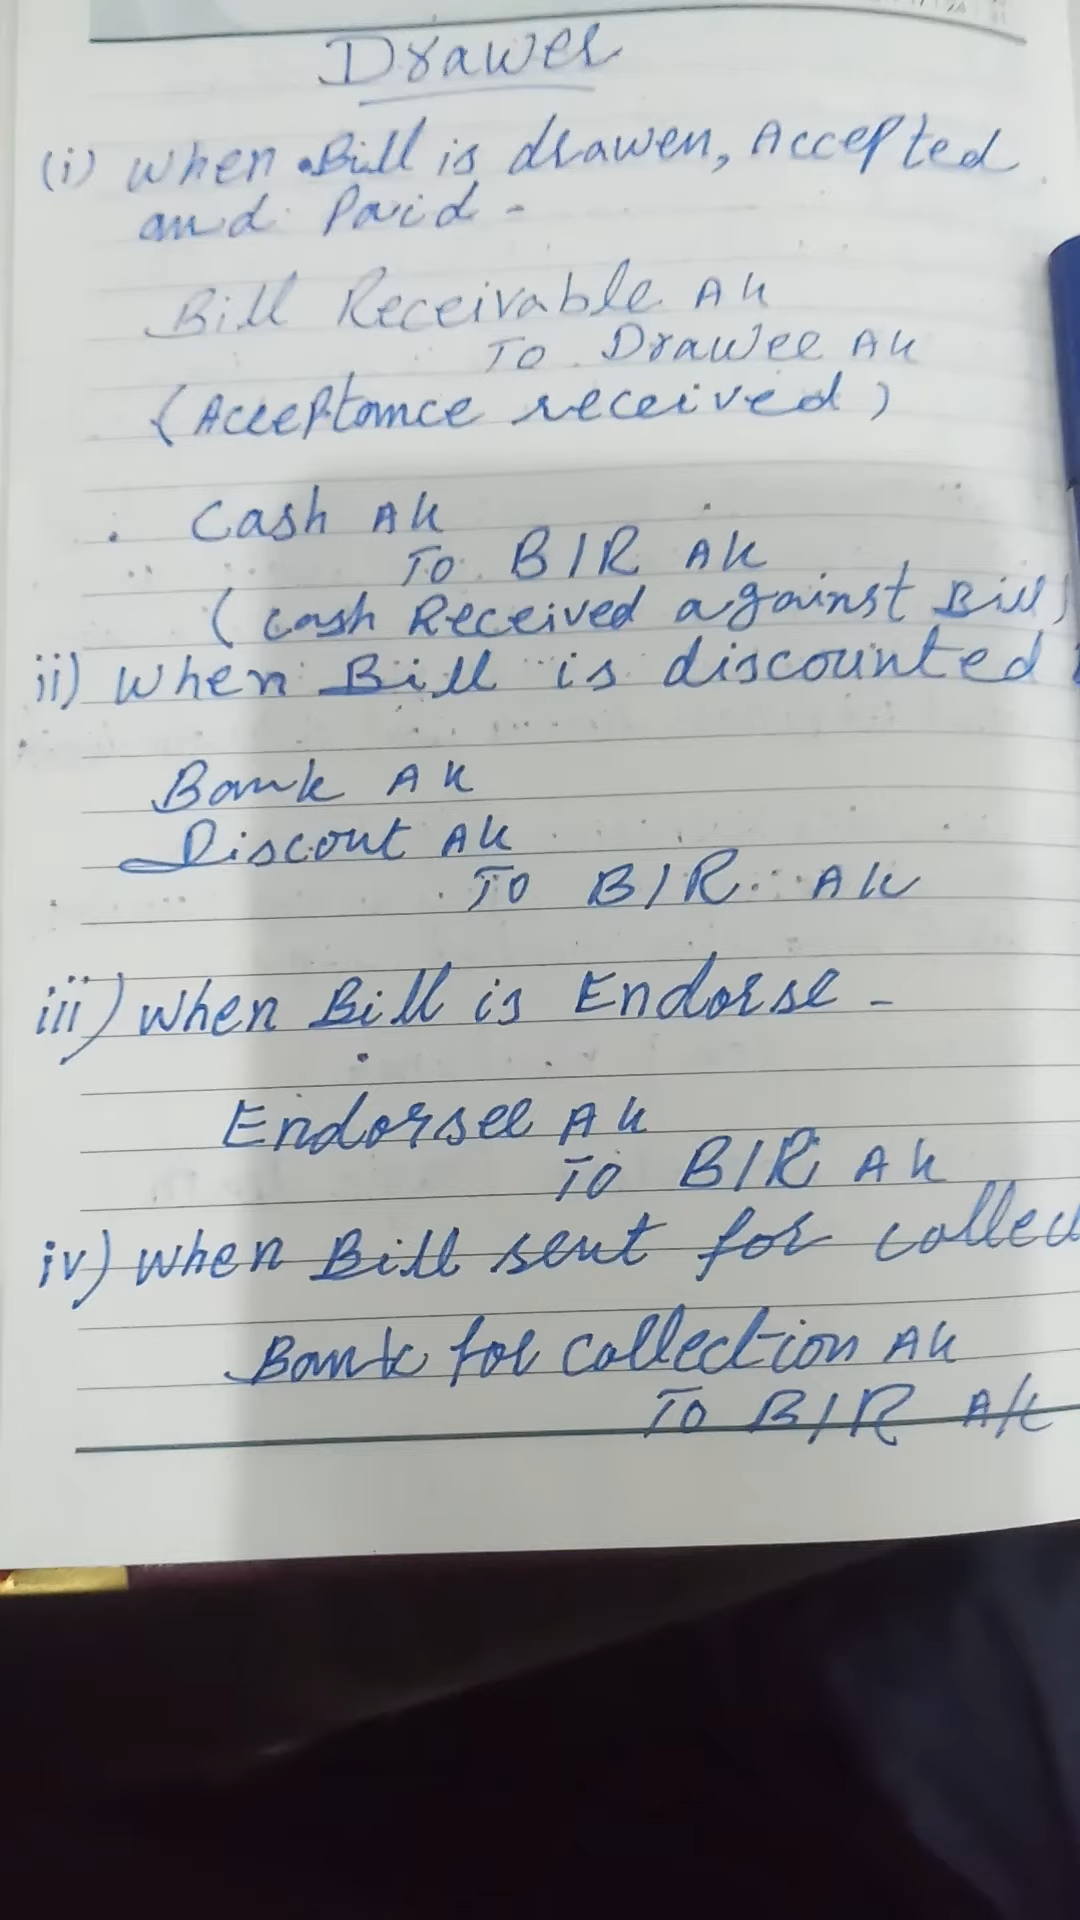 Drawer
(i) When Bill is drawen, Accepted
and Paid -
Bill Receivable A/c
To Drawee A/c
(Acceptance received)
Cash A/c
To B/R A/c
(Cash Received against Bill)
ii) When Bill is discounted
Bank A/c
Discout A/c
To B/R A/c
iii) When Bill is Endorse -
Endorsee A/c
To B/R A/c
iv) When Bill sent for collec
Bank for collection A/c
To B/R A/c